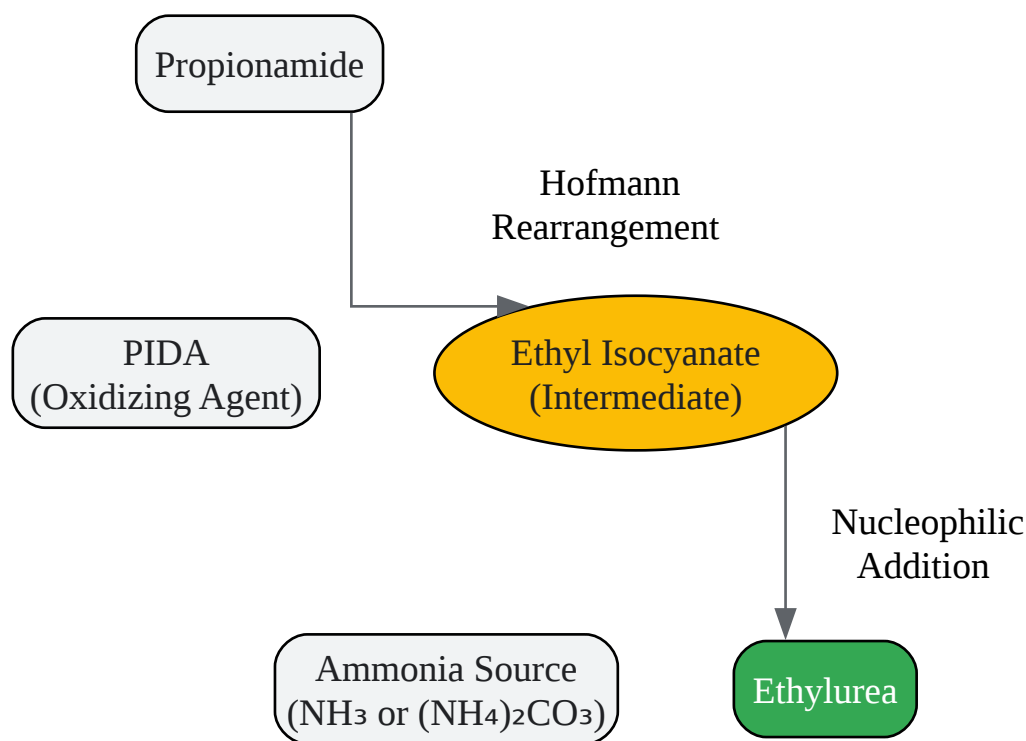 Propionamide
Hofmann
Rearrangement
PIDA
(Oxidizing Agent)
Ethyl Isocyanate
(Intermediate)
Nucleophilic
Addition
Ammonia Source
(NH₃ or (NH₄)₂CO₃)
Ethylurea